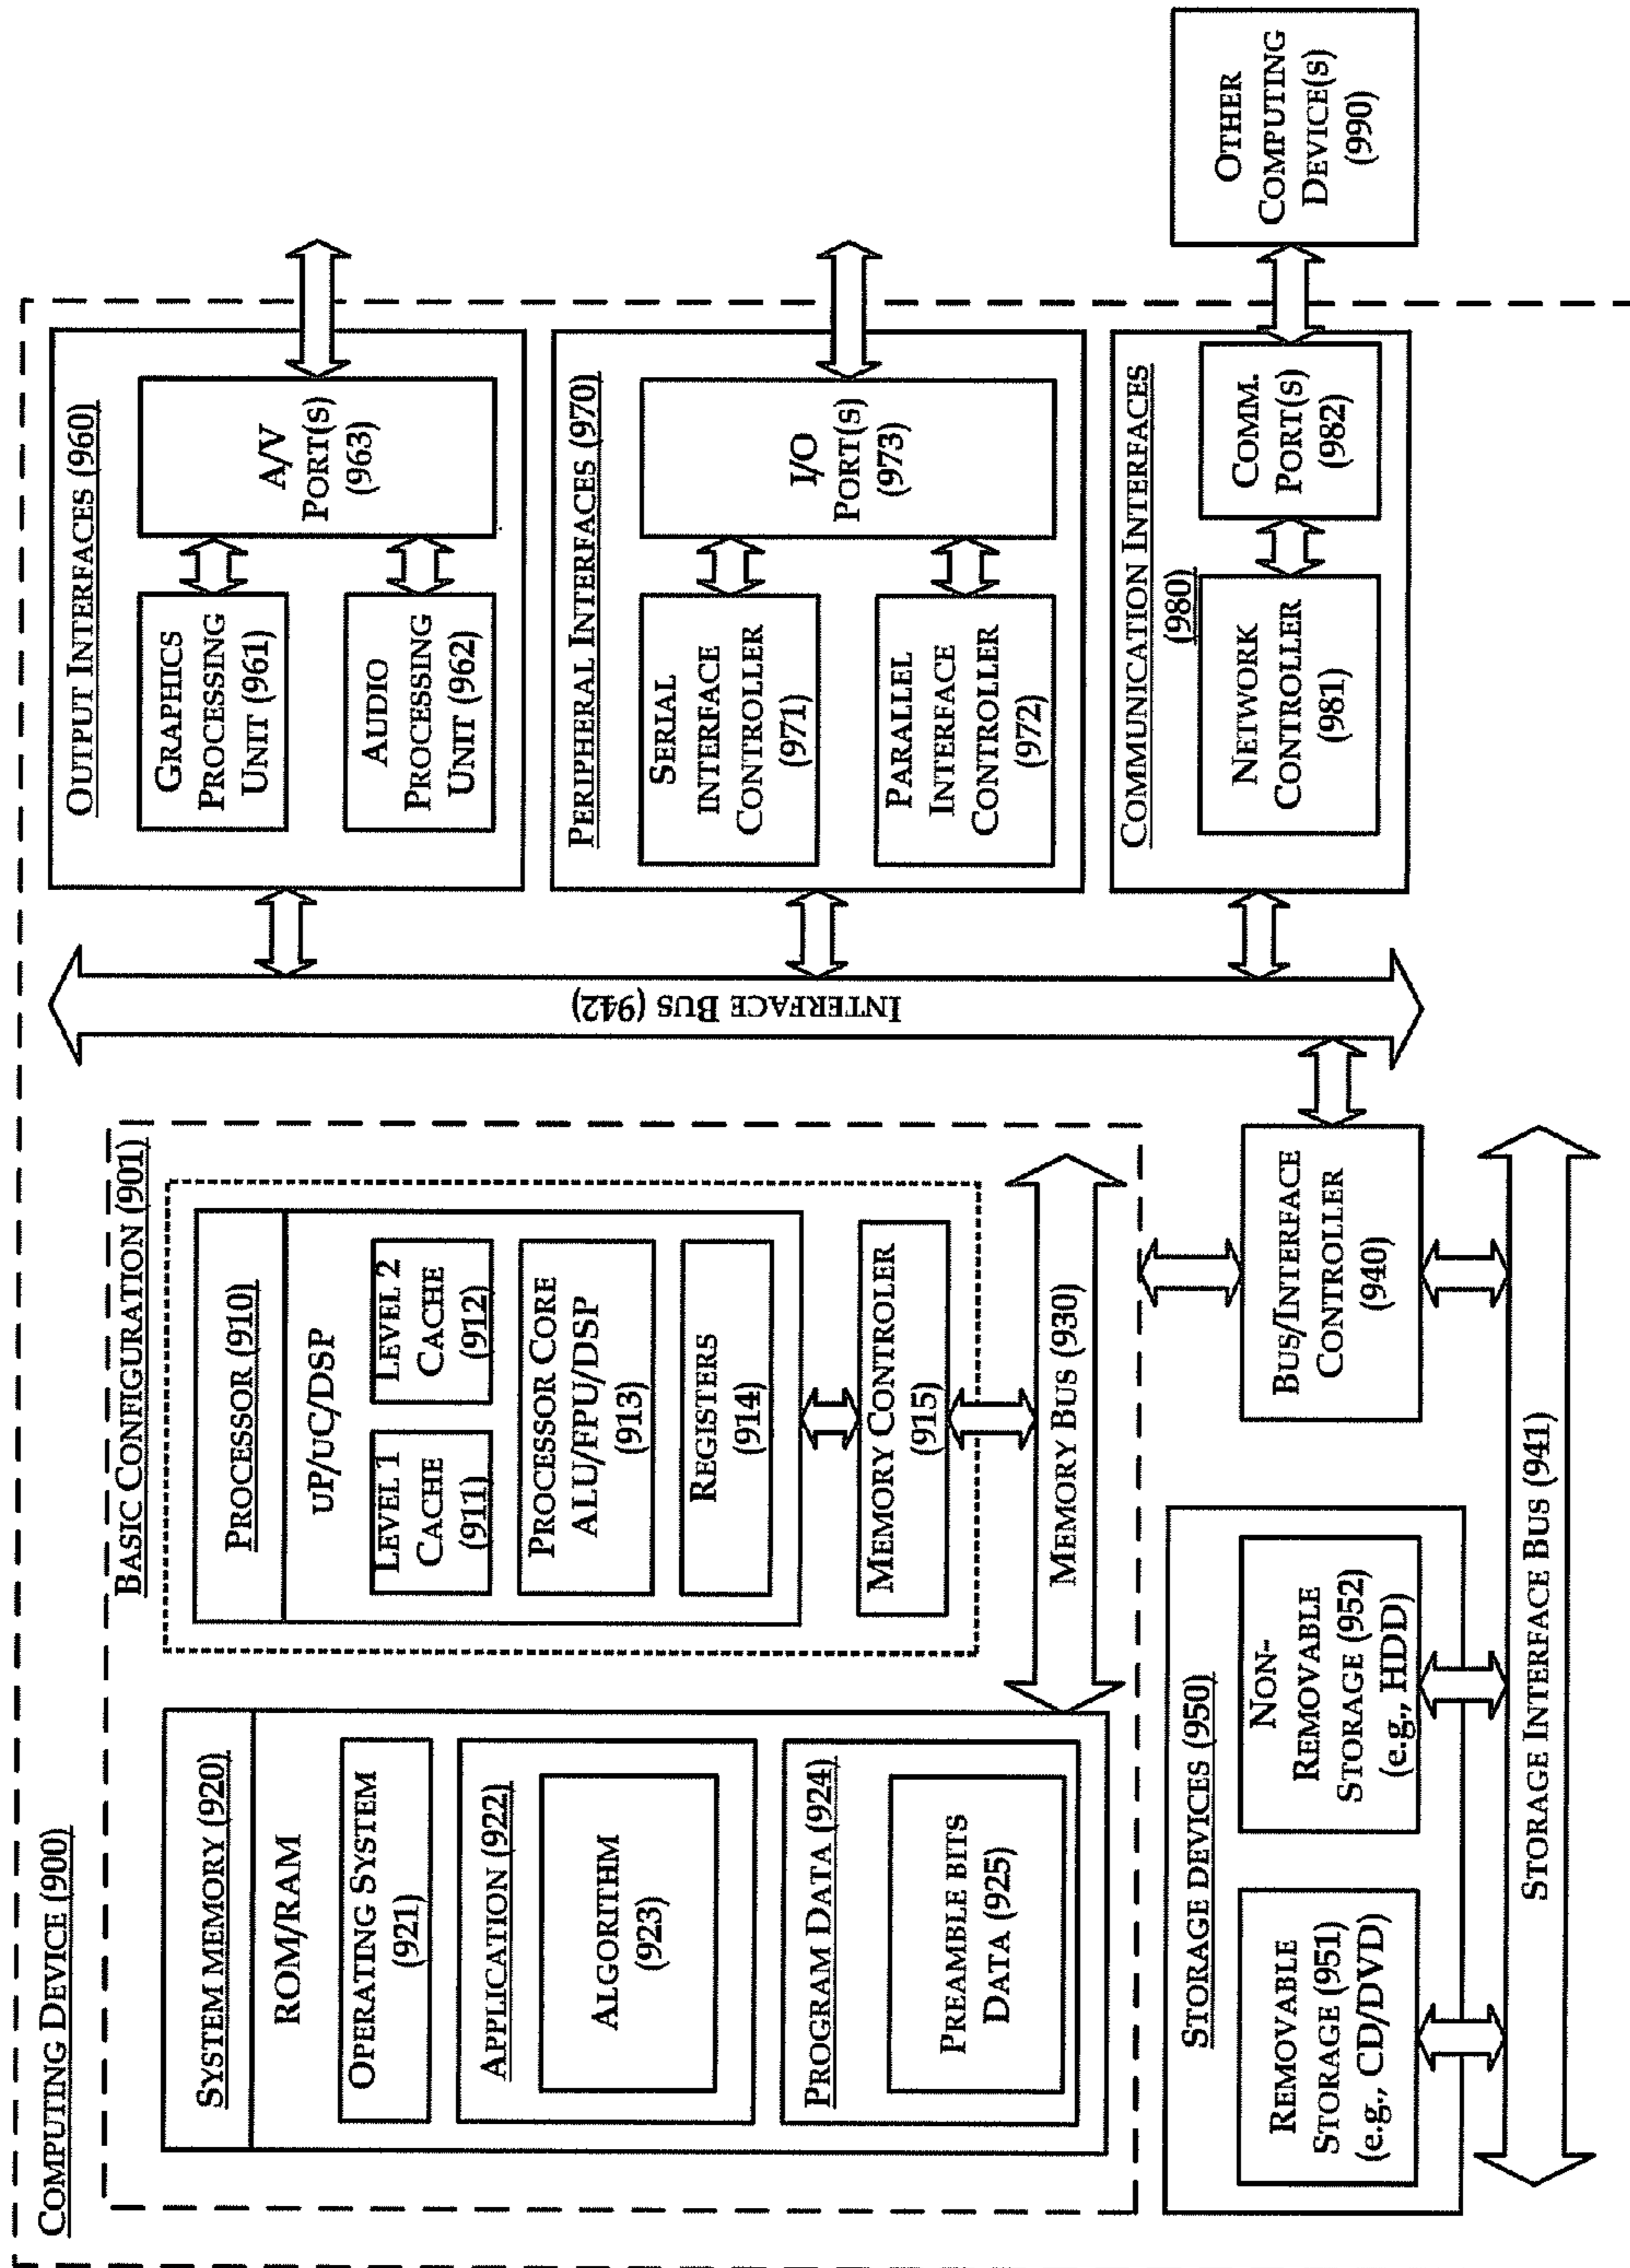 COMPUTING DEVICE (900)
BASIC CONFIGURATION (901)
SYSTEM MEMORY (920)
ROM/RAM
OPERATING SYSTEM
(921)
APPLICATION (922)
ALGORITHM
(923)
PROGRAM DATA (924)
PREAMBLE BITS
DATA (925)
PROCESSOR (910)
UP/UC/DSP
LEVEL 1
CACHE
(911)
LEVEL 2
CACHE
(912)
PROCESSOR CORE
ALU/FPU/DSP
(913)
REGISTERS
(914)
MEMORY CONTROLLER
(915)
MEMORY BUS (930)
STORAGE DEVICES (950)
REMOVABLE
STORAGE (951)
(e.g., CD/DVD)
NON-
REMOVABLE
STORAGE (952)
(e.g., HDD)
BUS/INTERFACE
CONTROLLER
(940)
STORAGE INTERFACE BUS (941)
INTERFACE BUS (942)
OUTPUT INTERFACES (960)
GRAPHICS
PROCESSING
UNIT (961)
AUDIO
PROCESSING
UNIT (962)
A/V
PORT(S)
(963)
PERIPHERAL INTERFACES (970)
SERIAL
INTERFACE
CONTROLLER
(971)
PARALLEL
INTERFACE
CONTROLLER
(972)
I/O
PORT(S)
(973)
COMMUNICATION INTERFACES
(980)
NETWORK
CONTROLLER
(981)
COMM.
PORT(S)
(982)
OTHER
COMPUTING
DEVICE(S)
(990)